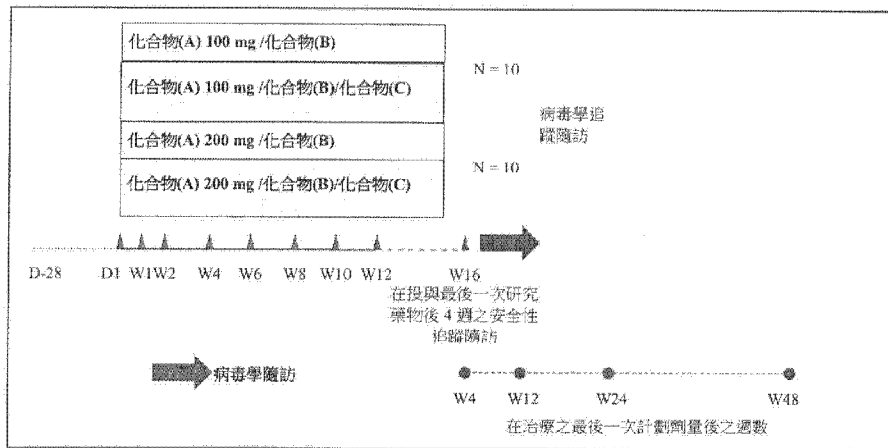 化合物(A) 100 mg /化合物(B)
化合物(A) 100 mg /化合物(B)/化合物(C)
N = 10
化合物(A) 200 mg /化合物(B)
化合物(A) 200 mg /化合物(B)/化合物(C)
N = 10
病毒學追
蹤隨訪
D-28 D1 W1W2 W4 W6 W8 W10 W12 W16
在投與最後一次研究
藥物後 4 週之安全性
追蹤隨訪
病毒學隨訪
W4 W12 W24 W48
在治療之最後一次計劃劑量後之週數